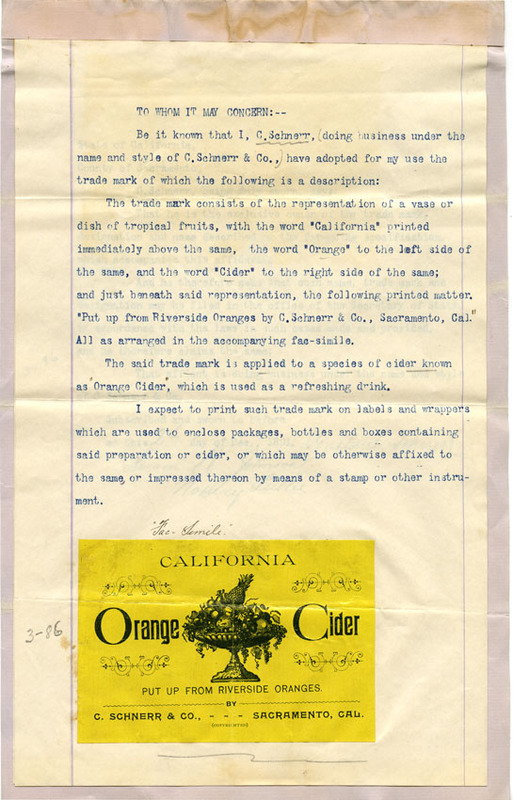 TO WHOM IT MAY CONCERN:--
Be it known that I, C.Schnerr, (doing business under the
name and style of C.Schnerr & Co.,) have adopted for my use the
trade mark of which the following is a description:
The trade mark consists of the representation of a vase or
dish of tropical fruits, with the word "California" printed
immediately above the same, the word "Orange" to the left side of
the same, and the word "Cider" to the right side of the same;
and just beneath said representation, the following printed matter.
"Put up from Riverside Oranges by C.Schnerr & Co., Sacramento, Cal."
All as arranged in the accompanying fac-simile.
The said trade mark is applied to a species of cider known
as "Orange Cider", which is used as a refreshing drink.
I expect to print such trade mark on labels and wrappers
which are used to enclose packages, bottles and boxes containing
said preparation or cider, or which may be otherwise affixed to
the same, or impressed thereon by means of a stamp or other instru-
ment.
"Fac-Simili"
CALIFORNIA
Orange Cider
3-86
PUT UP FROM RIVERSIDE ORANGES.
BY
C. SCHNERR & CO., - - - SACRAMENTO, CAL.